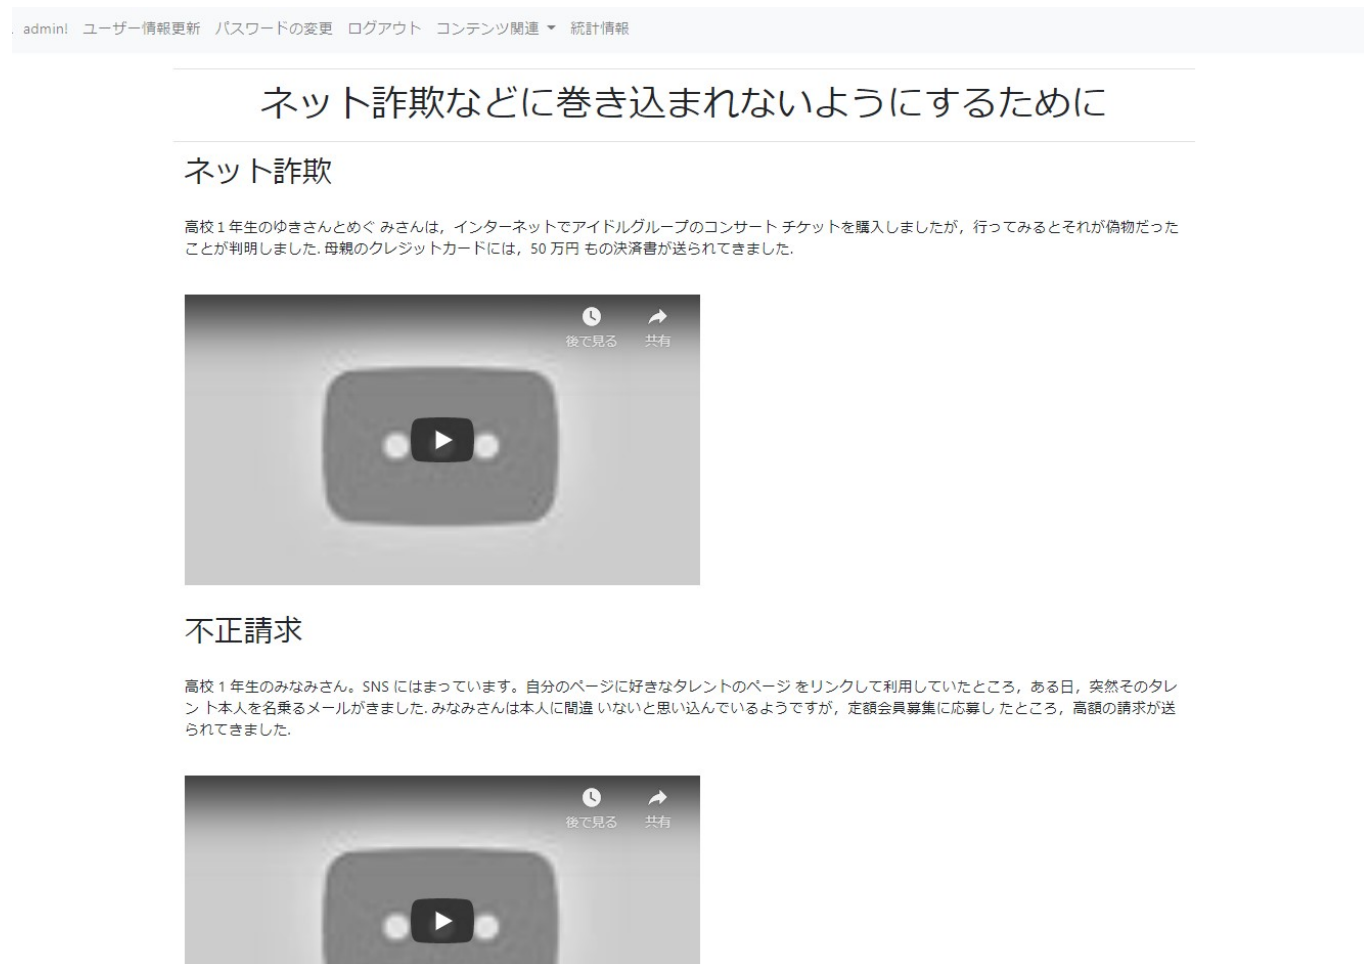 admin! ユーザー情報更新 パスワードの変更 ログアウト コンテンツ関連 統計情報
ネット詐欺などに巻き込まれないようにするために
ネット詐欺
高校1年生のゆきさんとめぐ みさんは，インターネットでアイドルグループのコンサート チケットを購入しましたが，行ってみるとそれが偽物だった
ことが判明しました. 母親のクレジットカードには，50 万円 もの決済書が送られてきました.
後で見る 共有
不正請求
高校 1 年生のみなみさん。SNS にはまっています。自分のページに好きなタレントのページ をリンクして利用していたところ，ある日，突然そのタレ
ン ト本人を名乗るメールがきました. みなみさんは本人に間違 いないと思い込んでいるようですが，定額会員募集に応募し たところ，高額の請求が送
られてきました.
後で見る 共有